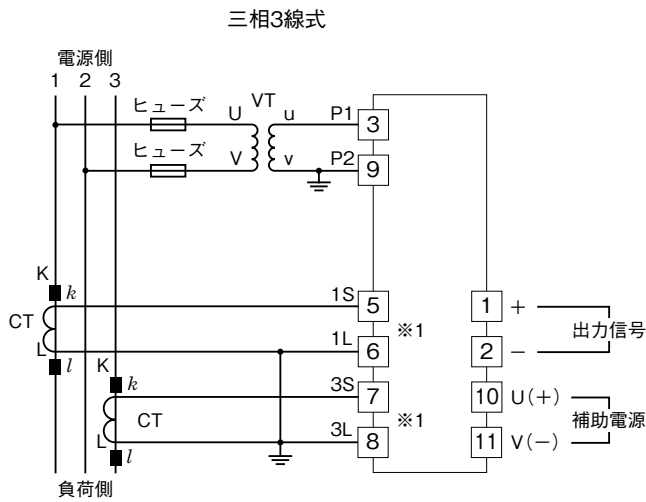 三相3線式
電源側
1 2 3
ヒューズ U VT u P1 3
ヒューズ V v P2 9
K k 1S 5 1 + 出力信号
CT ※1
L l 1L 6 2 −
K k 3S 7 10 U(+) 補助電源
CT ※1
L l 3L 8 11 V(−)
負荷側